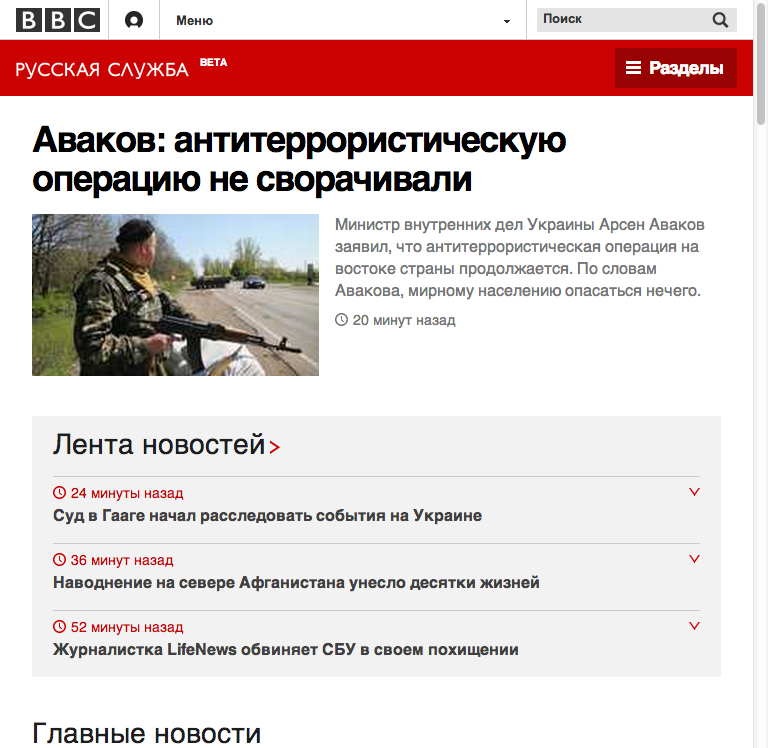 BBC
Меню
Поиск
РУССКАЯ СЛУЖБА BETA
Разделы
Аваков: антитеррористическую
операцию не сворачивали
Министр внутренних дел Украины Арсен Аваков
заявил, что антитеррористическая операция на
востоке страны продолжается. По словам
Авакова, мирному населению опасаться нечего.
20 минут назад
Лента новостей
24 минуты назад
Суд в Гааге начал расследовать события на Украине
36 минут назад
Наводнение на севере Афганистана унесло десятки жизней
52 минуты назад
Журналистка LifeNews обвиняет СБУ в своем похищении
Главные новости